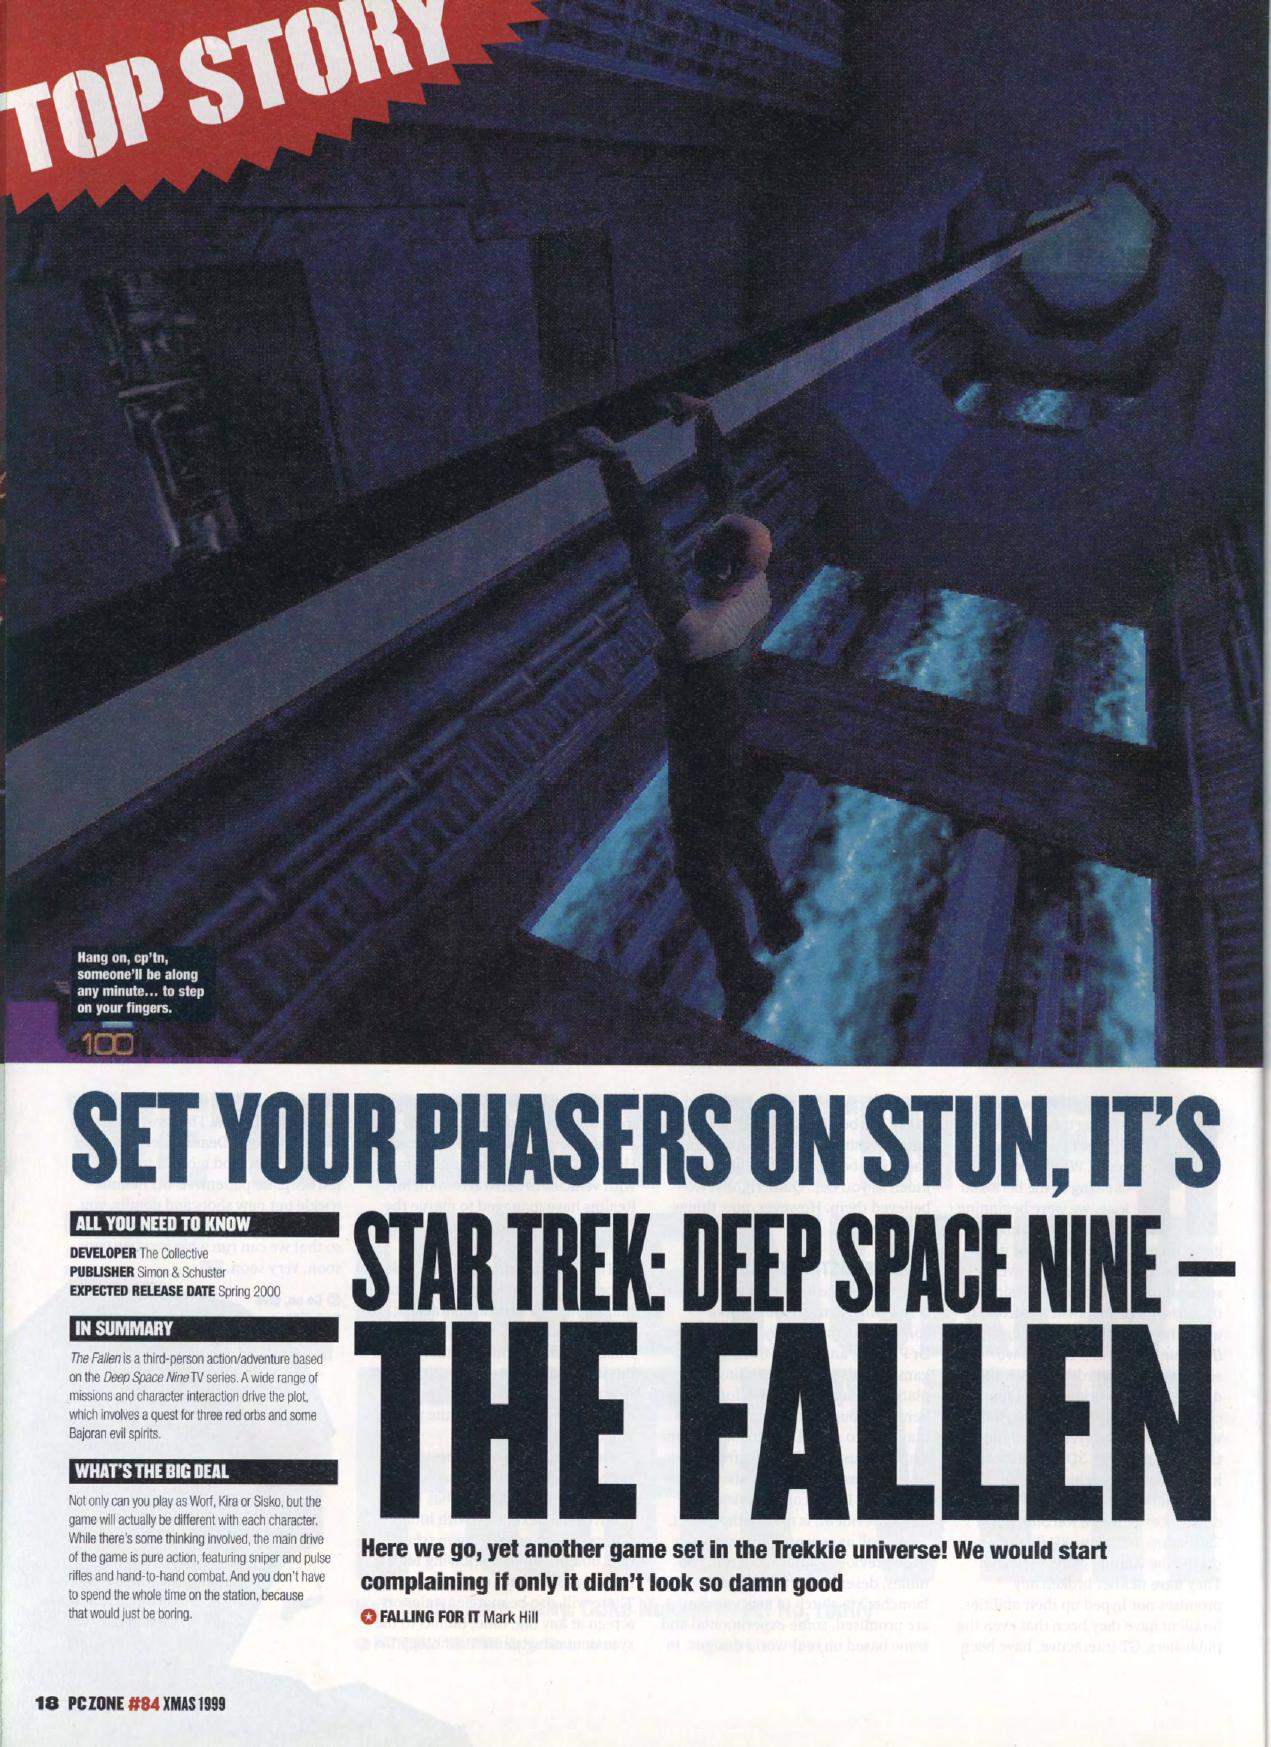 TOP STORY
Hang on, cp'tn,
someone'll be along
any minute... to step
on your fingers.
100
SET YOUR PHASERS ON STUN, IT'S
STAR TREK: DEEP SPACE NINE –
THE FALLEN
ALL YOU NEED TO KNOW
DEVELOPER The Collective
PUBLISHER Simon & Schuster
EXPECTED RELEASE DATE Spring 2000
IN SUMMARY
The Fallen is a third-person action/adventure based
on the Deep Space Nine TV series. A wide range of
missions and character interaction drive the plot,
which involves a quest for three red orbs and some
Bajoran evil spirits.
WHAT'S THE BIG DEAL
Not only can you play as Worf, Kira or Sisko, but the
game will actually be different with each character.
While there's some thinking involved, the main drive
of the game is pure action, featuring sniper and pulse
rifles and hand-to-hand combat. And you don't have
to spend the whole time on the station, because
that would just be boring.
Here we go, yet another game set in the Trekkie universe! We would start
complaining if only it didn't look so damn good
FALLING FOR IT Mark Hill
18 PC ZONE #84 XMAS 1999